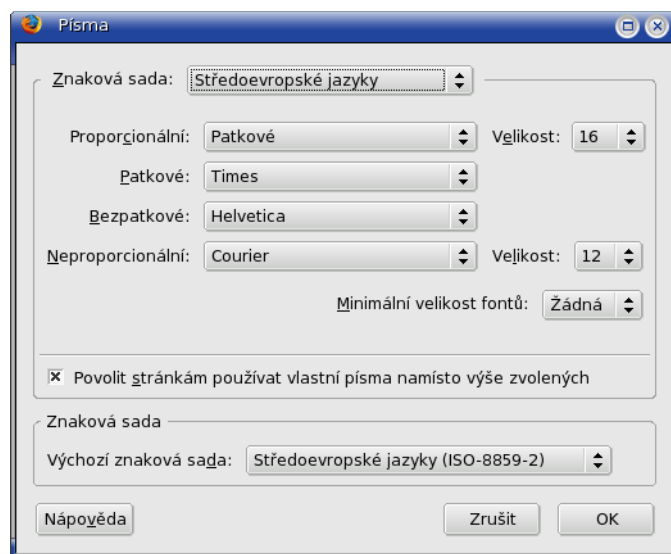 Písma
Znaková sada: Středoevropské jazyky
Proporcionální: Patkové Velikost: 16
Patkové: Times
Bezpatkové: Helvetica
Neproporcionální: Courier Velikost: 12
Minimální velikost fontů: Žádná
Povolit stránkám používat vlastní písma namísto výše zvolených
Znaková sada
Výchozí znaková sada: Středoevropské jazyky (ISO-8859-2)
Nápověda Zrušit OK